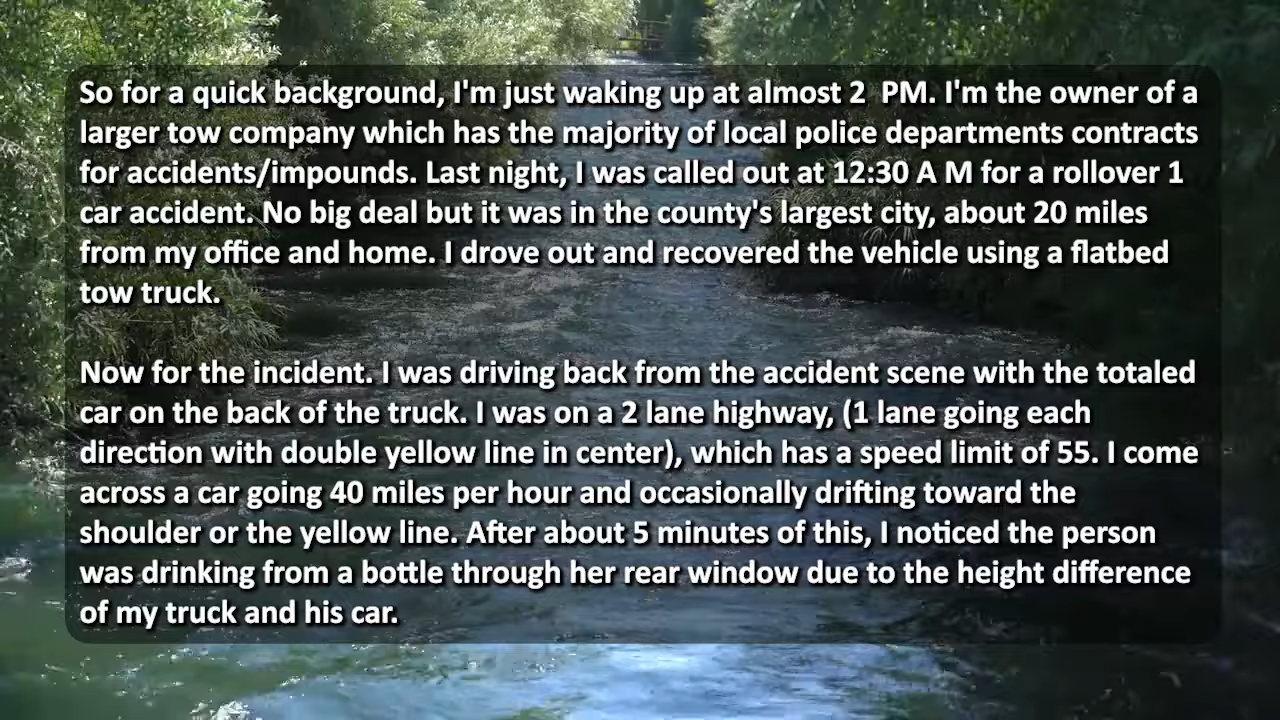 So for a quick background, I'm just waking up at almost 2  PM. I'm the owner of a
larger tow company which has the majority of local police departments contracts
for accidents/impounds. Last night, I was called out at 12:30 A M for a rollover 1
car accident. No big deal but it was in the county's largest city, about 20 miles
from my office and home. I drove out and recovered the vehicle using a flatbed
tow truck.
Now for the incident. I was driving back from the accident scene with the totaled
car on the back of the truck. I was on a 2 lane highway, (1 lane going each
direction with double yellow line in center), which has a speed limit of 55. I come
across a car going 40 miles per hour and occasionally drifting toward the
shoulder or the yellow line. After about 5 minutes of this, I noticed the person
was drinking from a bottle through her rear window due to the height difference
of my truck and his car.